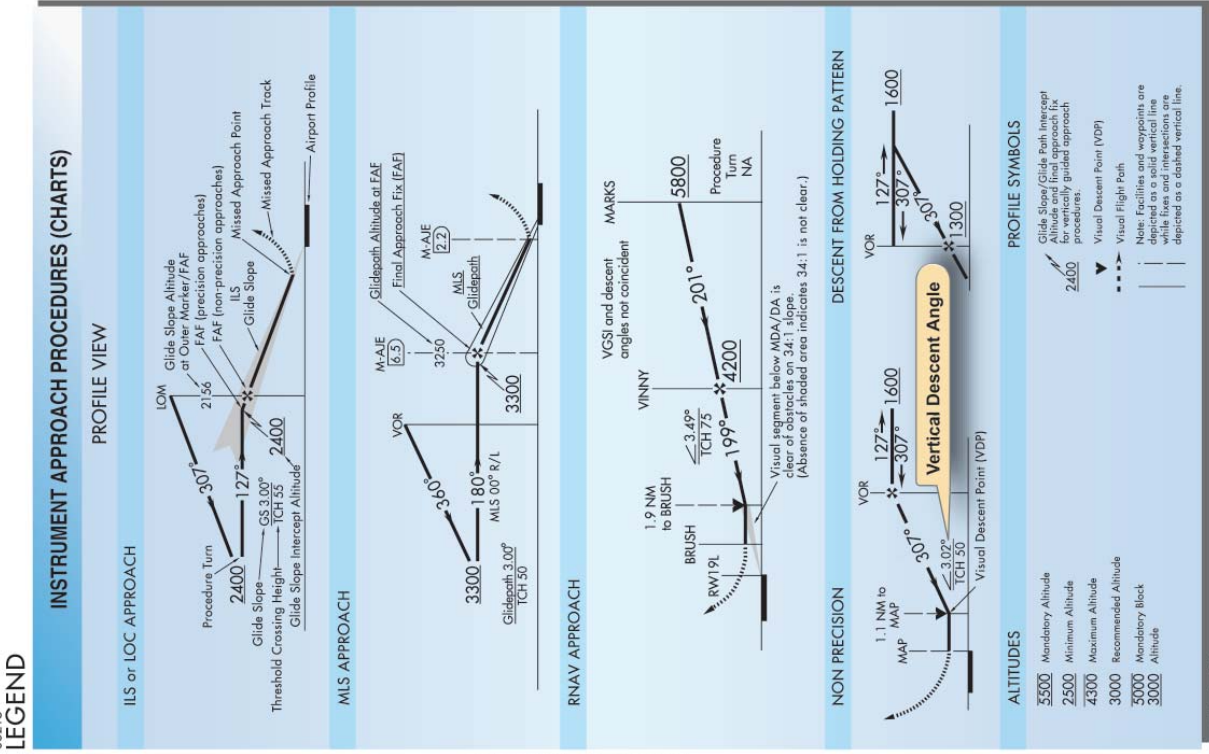 LEGEND
INSTRUMENT APPROACH PROCEDURES (CHARTS)
PROFILE VIEW
ILS or LOC APPROACH
LOM
Glide Slope Altitude
at Outer Marker/FAF
2156
FAF (precision approaches)
FAF (non-precision approaches)
ILS
Glide Slope
Missed Approach Point
Missed Approach Track
Airport Profile
307°
127°
Procedure Turn
2400
2400
Glide Slope
GS 3.00°
TCH 55
Threshold Crossing Height
Glide Slope Intercept Altitude
MLS APPROACH
VOR
M-AJE
6.5
3250
Glidepath Altitude at FAF
Final Approach Fix (FAF)
M-AJE
2.2
MLS
Glidepath
360°
180°
MLS 00° R/L
3300
3300
Glidepath 3.00°
TCH 50
RNAV APPROACH
VGSI and descent
angles not coincident
MARKS
VINNY
1.9 NM
to BRUSH
BRUSH
RW19L
3.49°
TCH 75
199°
201°
4200
5800
Procedure
Turn
NA
Visual segment below MDA/DA is
clear of obstacles on 34:1 slope.
(Absence of shaded area indicates 34:1 is not clear.)
NON PRECISION
DESCENT FROM HOLDING PATTERN
1.1 NM to
MAP
MAP
VOR
127°
307°
1600
307°
3.02°
TCH 50
Visual Descent Point (VDP)
Vertical Descent Angle
VOR
127°
307°
1600
307°
1300
ALTITUDES
5500 Mandatory Altitude
2500 Minimum Altitude
4300 Maximum Altitude
3000 Recommended Altitude
5000 Mandatory Block
3000 Altitude
PROFILE SYMBOLS
2400
Glide Slope/Glide Path Intercept
Altitude and final approach fix
for vertically guided approach
procedures.
Visual Descent Point (VDP)
Visual Flight Path
Note: Facilities and waypoints are
depicted as a solid vertical line
while fixes and intersections are
depicted as a dashed vertical line.